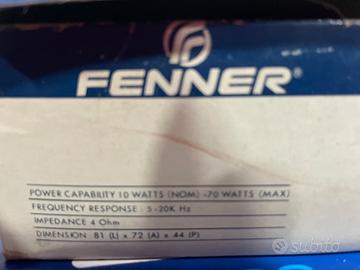 FENNER®
POWER CAPABILITY 10 WATTS (NOM) -70 WATTS (MAX)
FREQUENCY RESPONSE : 5-20K Hz
IMPEDANCE 4 Ohm
DIMENSION 81 (L) x 72 (A) x 44 (P)
subito